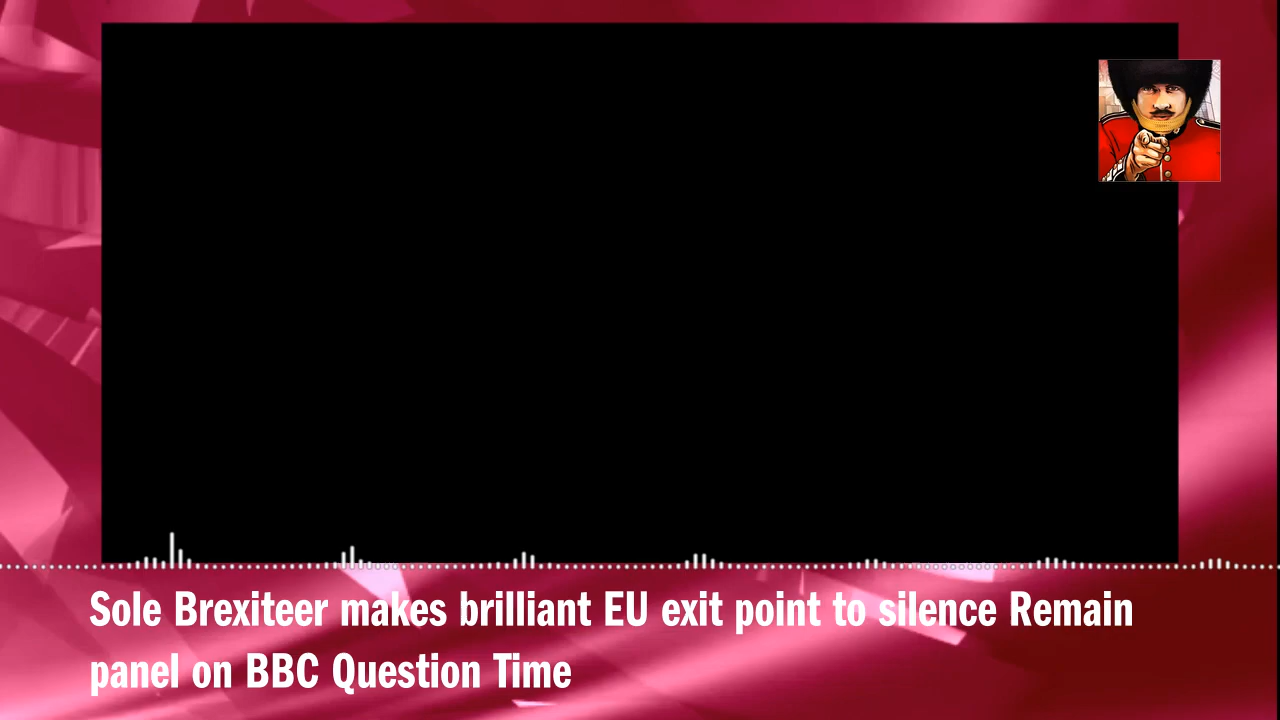 Sole Brexiteer makes brilliant EU exit point to silence Remain
panel on BBC Question Time